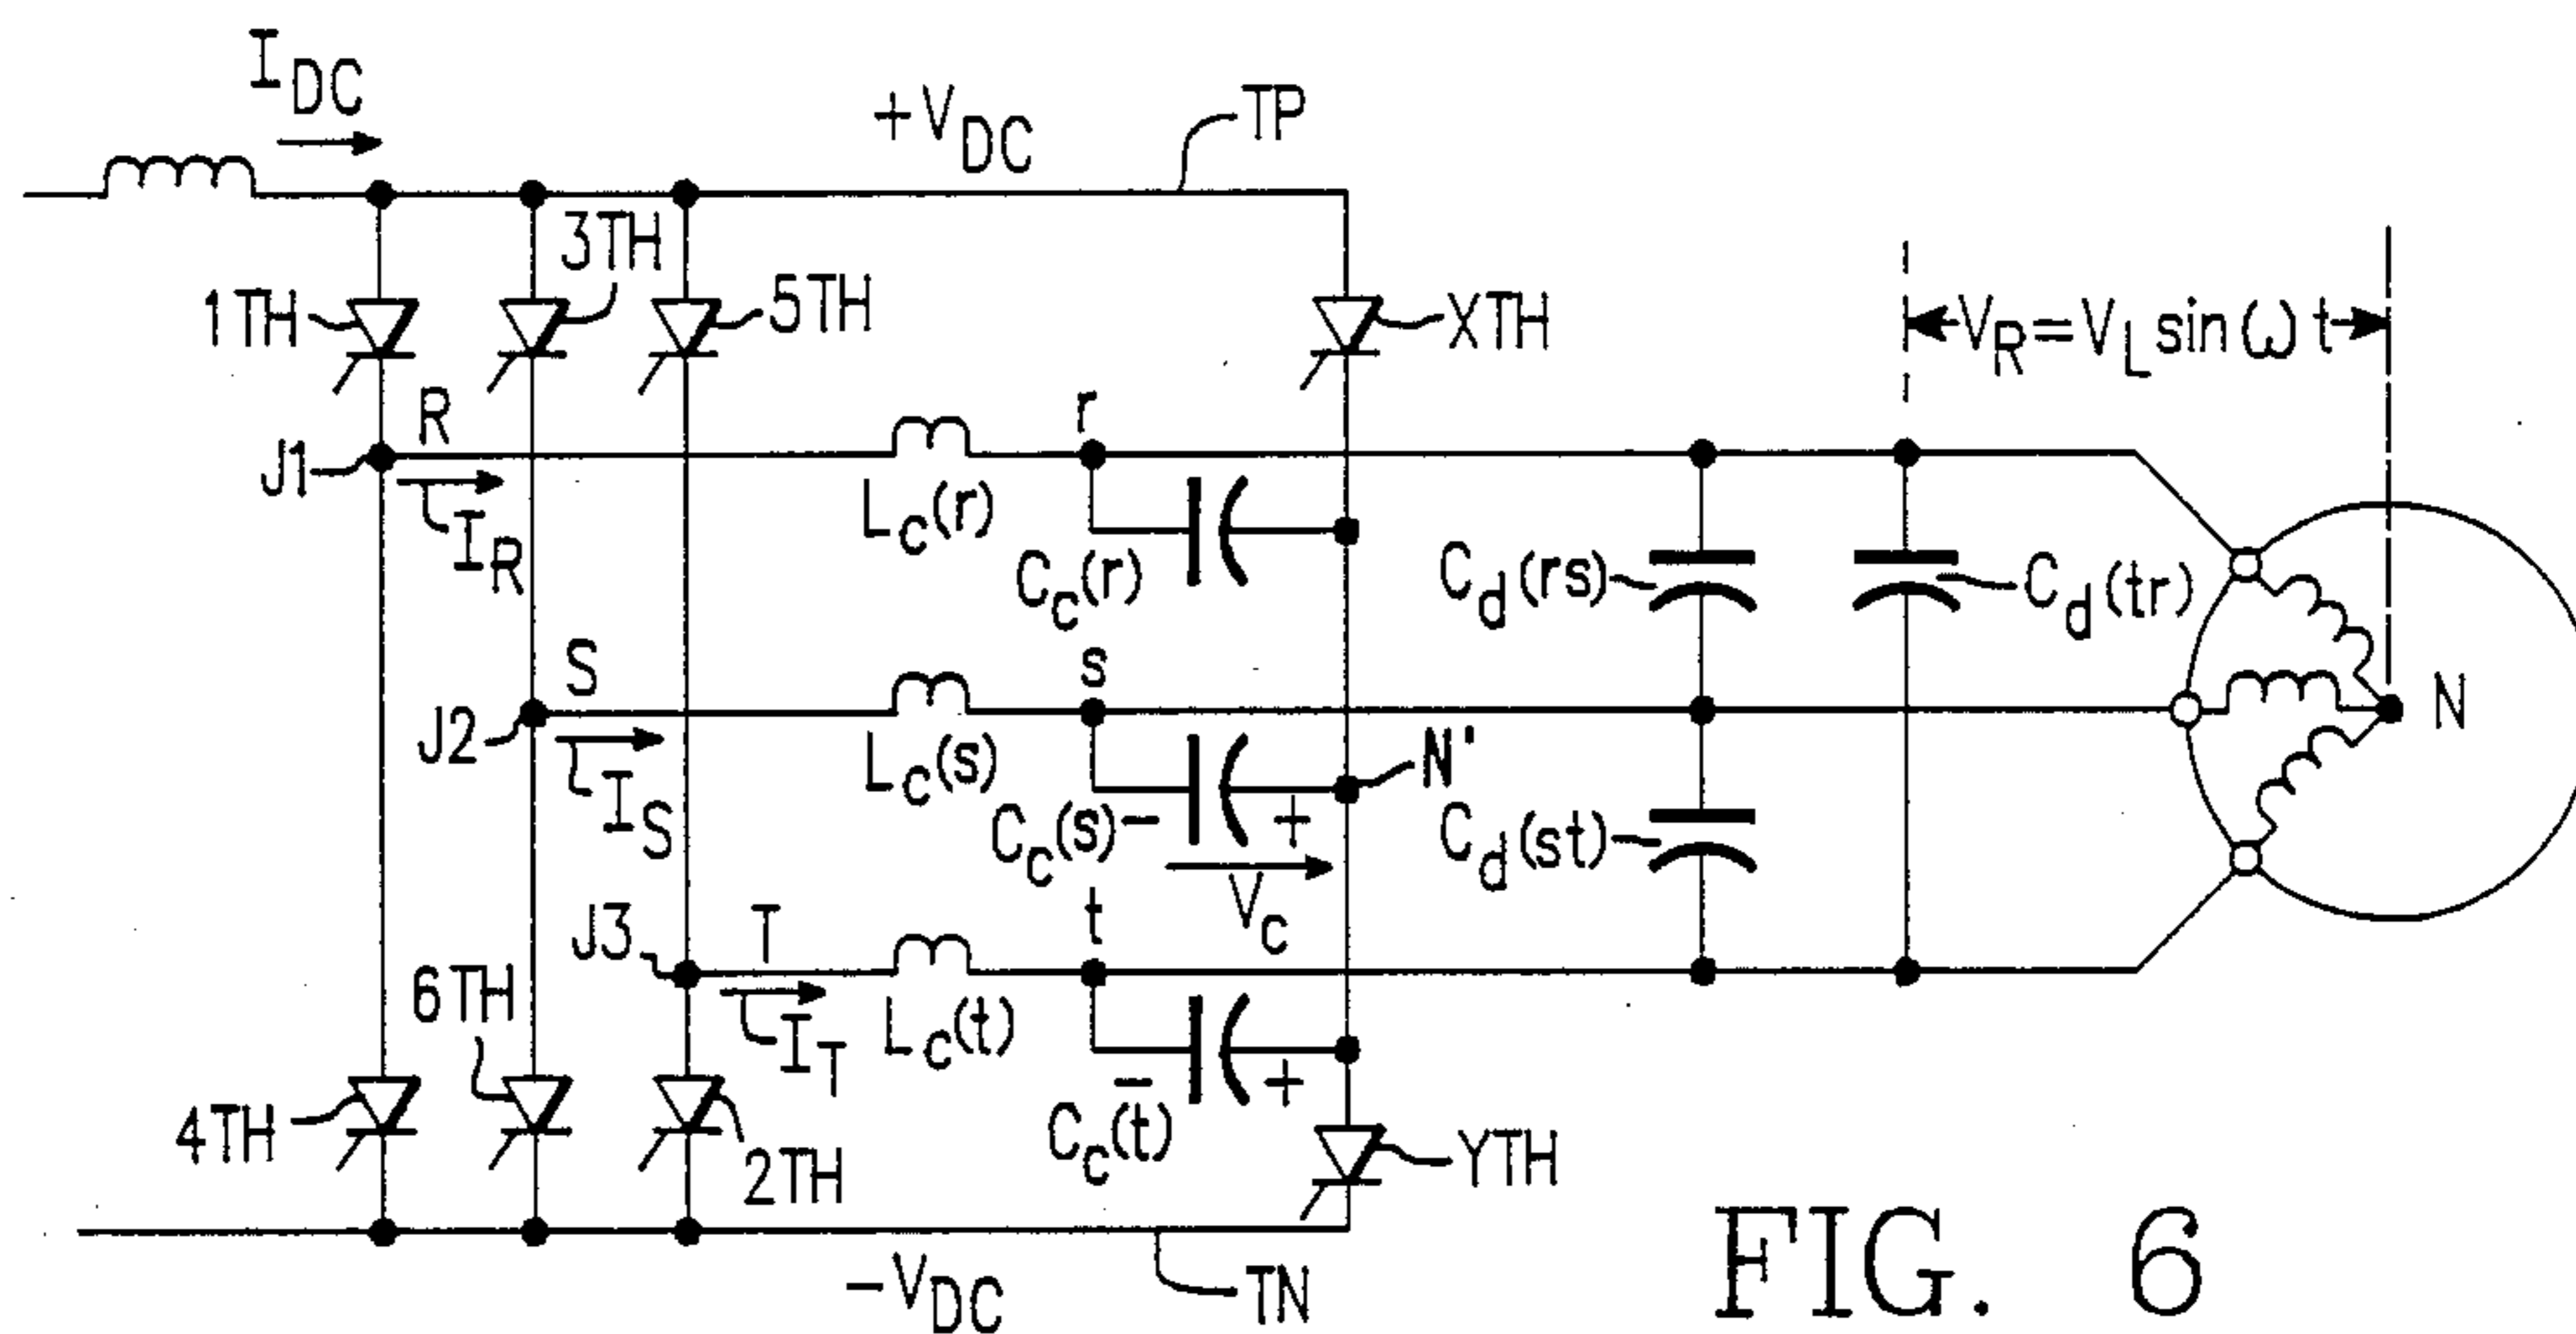 I_DC
+V_DC
TP
1TH
3TH
5TH
XTH
V_R=V_L sin ω t
J1
R
I_R
L_c(r)
r
C_c(r)
C_d(rs)
C_d(tr)
J2
S
I_S
L_c(s)
s
C_c(s)
-
+
V_c
N'
C_d(st)
N
J3
T
I_T
L_c(t)
t
C_c(t)
-
+
4TH
6TH
2TH
YTH
-V_DC
TN
FIG. 6